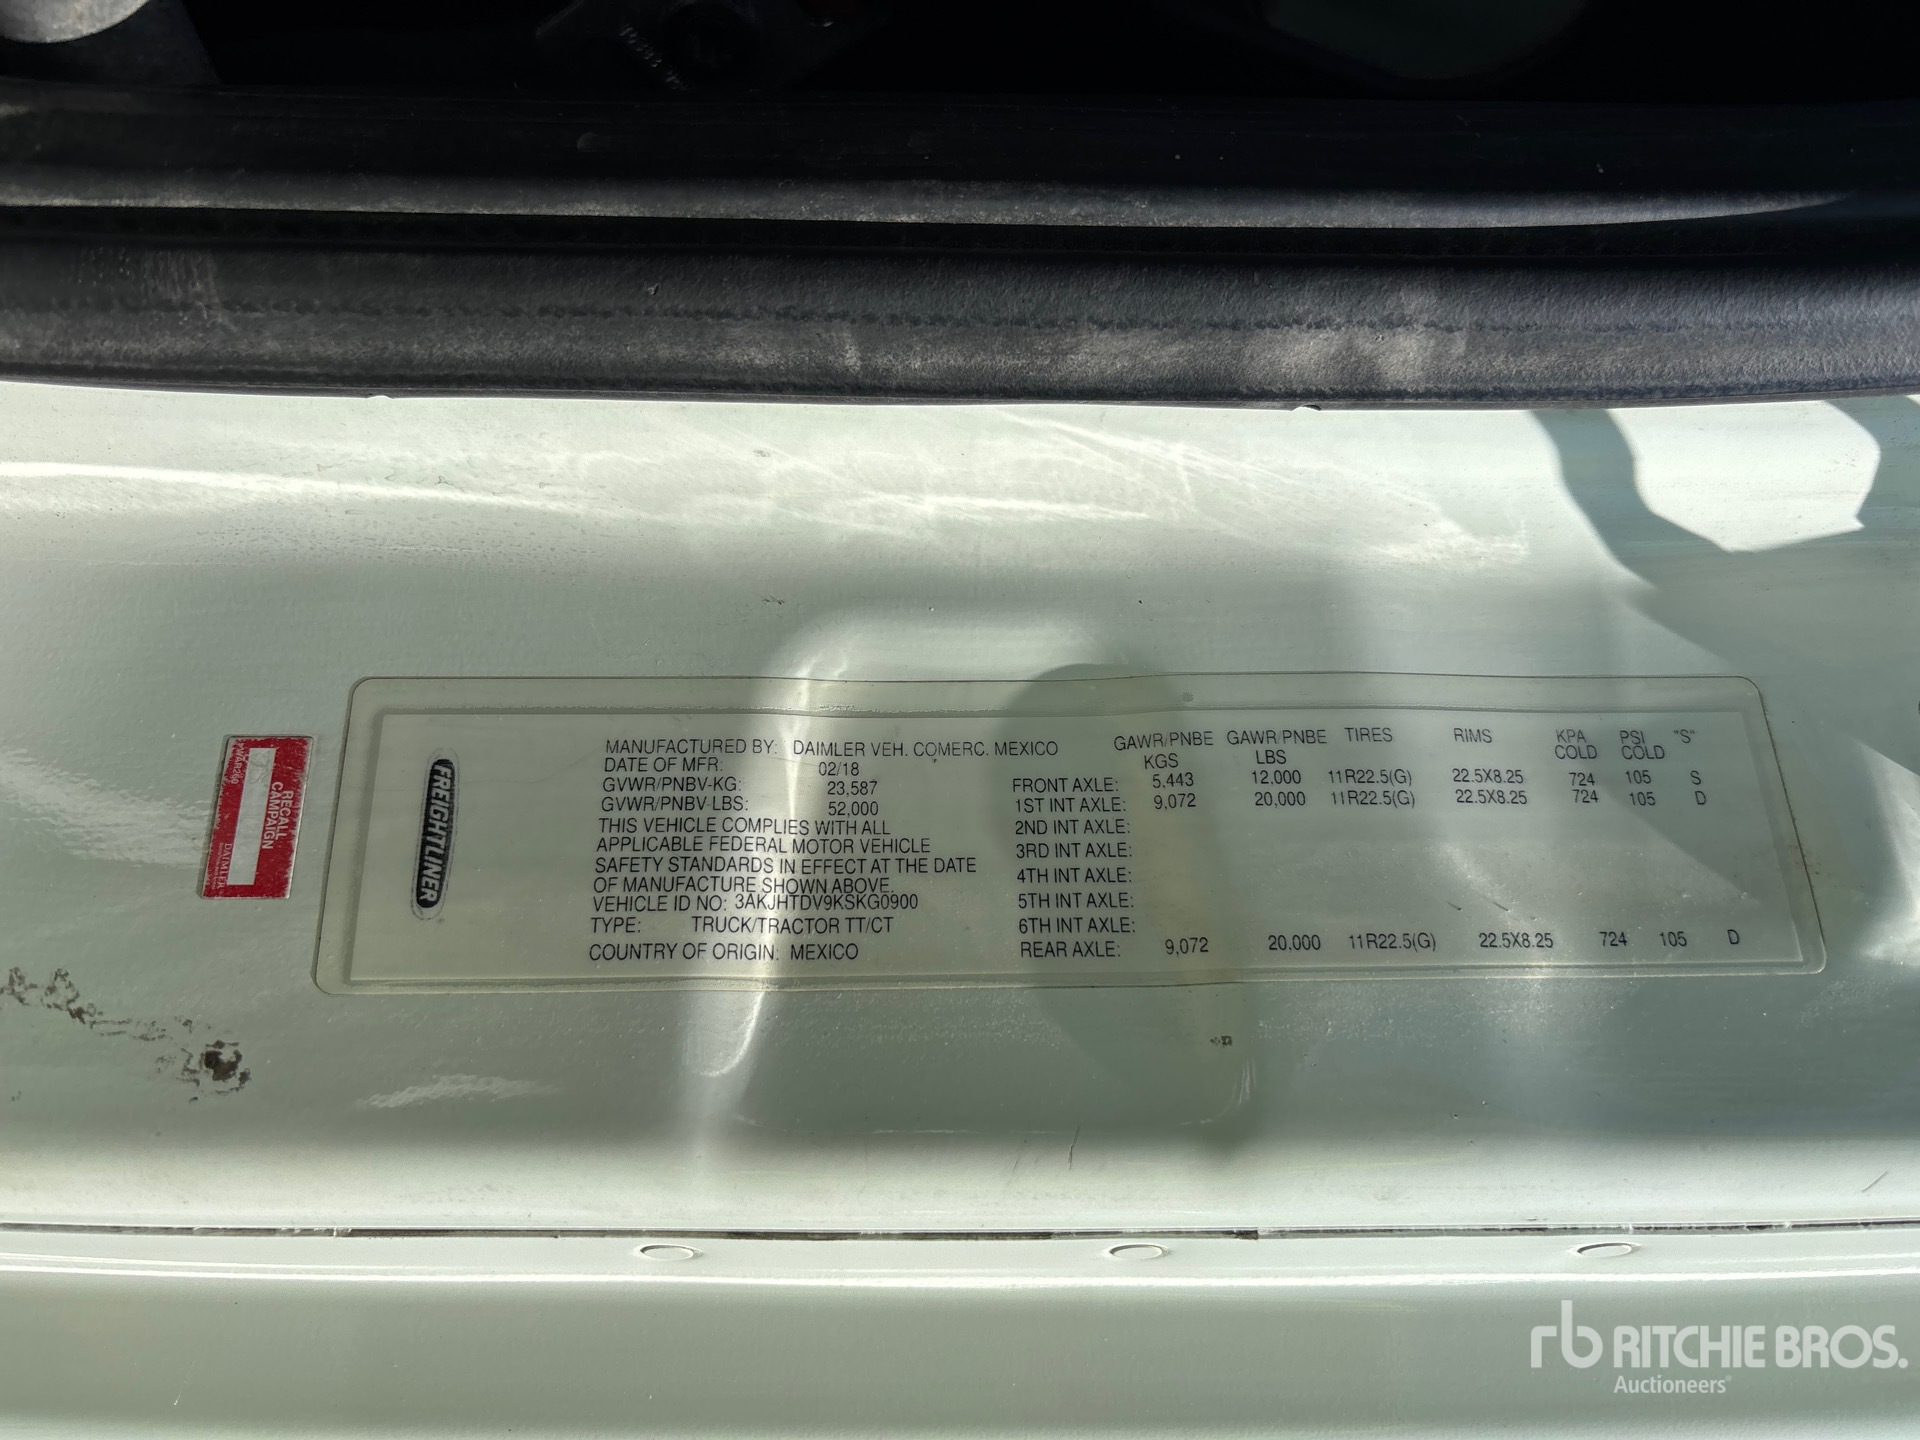 FREIGHTLINER
MANUFACTURED BY: DAIMLER VEH. COMERC. MEXICO
DATE OF MFR: 02/18
GVWR/PNBV-KG: 23,587
GVWR/PNBV-LBS: 52,000
THIS VEHICLE COMPLIES WITH ALL
APPLICABLE FEDERAL MOTOR VEHICLE
SAFETY STANDARDS IN EFFECT AT THE DATE
OF MANUFACTURE SHOWN ABOVE.
VEHICLE ID NO: 3AKJHTDV9KSKG0900
TYPE: TRUCK/TRACTOR TT/CT
COUNTRY OF ORIGIN: MEXICO
GAWR/PNBE GAWR/PNBE TIRES RIMS KPA PSI "S"
KGS LBS COLD COLD
FRONT AXLE: 5,443 12,000 11R22.5(G) 22.5X8.25 724 105 S
1ST INT AXLE: 9,072 20,000 11R22.5(G) 22.5X8.25 724 105 D
2ND INT AXLE:
3RD INT AXLE:
4TH INT AXLE:
5TH INT AXLE:
6TH INT AXLE:
REAR AXLE: 9,072 20,000 11R22.5(G) 22.5X8.25 724 105 D
RECALL
CAMPAIGN
DAIMLER
rb RITCHIE BROS.
Auctioneers